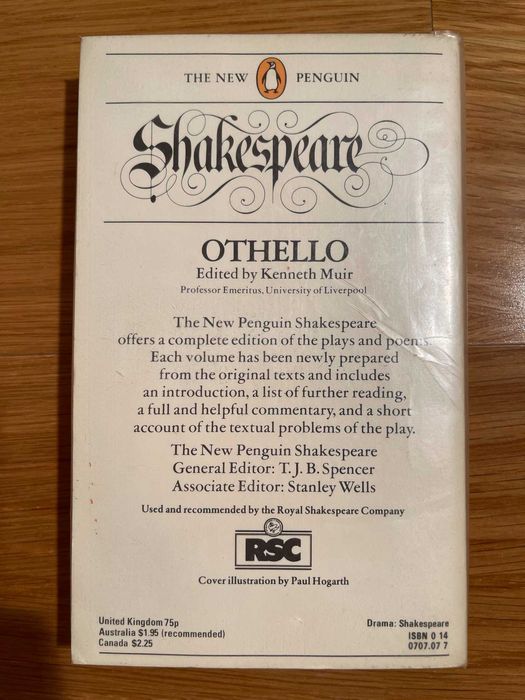 THE NEW PENGUIN
Shakespeare
OTHELLO
Edited by Kenneth Muir
Professor Emeritus, University of Liverpool
The New Penguin Shakespeare
offers a complete edition of the plays and poems.
Each volume has been newly prepared
from the original texts and includes
an introduction, a list of further reading,
a full and helpful commentary, and a short
account of the textual problems of the play.
The New Penguin Shakespeare
General Editor: T. J. B. Spencer
Associate Editor: Stanley Wells
Used and recommended by the Royal Shakespeare Company
RSC
Cover illustration by Paul Hogarth
United Kingdom 75p
Australia $1.95 (recommended)
Canada $2.25
Drama: Shakespeare
ISBN 0 14
0707.07 7